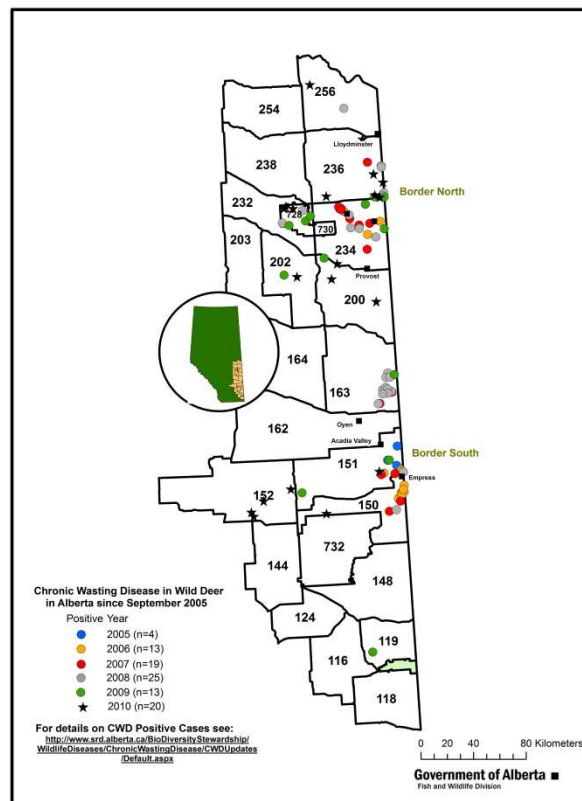 256
254
Lloydminster
238
236
Border North
232
728
203
730
234
202
Provost
200
164
163
162
Oyen
Acadia Valley
151
Border South
Empress
152
150
732
144
148
Chronic Wasting Disease in Wild Deer
in Alberta since September 2005
Positive Year
2005 (n=4)
2006 (n=13)
2007 (n=19)
2008 (n=25)
2009 (n=13)
2010 (n=20)
124
119
116
118
For details on CWD Positive Cases see:
http://www.srd.alberta.ca/BioDiversityStewardship/
WildlifeDiseases/ChronicWastingDisease/CWDUpdates
/Default.aspx
0 20 40 80 Kilometers
Government of Alberta
Fish and Wildlife Division